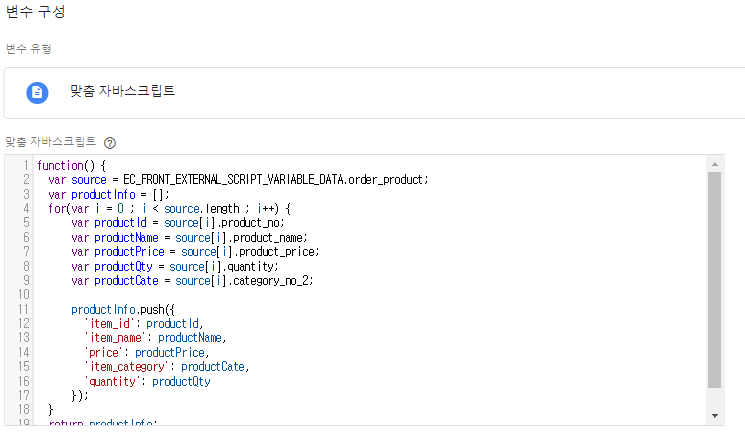 변수 구성
변수 유형
맞춤 자바스크립트
맞춤 자바스크립트 ?
1 function() {
2 var source = EC_FRONT_EXTERNAL_SCRIPT_VARIABLE_DATA.order_product;
3 var productInfo = [];
4 for(var i = 0 ; i < source.length ; i++) {
5 var productId = source[i].product_no;
6 var productName = source[i].product_name;
7 var productPrice = source[i].product_price;
8 var productQty = source[i].quantity;
9 var productCate = source[i].category_no_2;
10
11 productInfo.push({
12 'item_id': productId,
13 'item_name': productName,
14 'price': productPrice,
15 'item_category': productCate,
16 'quantity': productQty
17 });
18 }
19 return productInfo;